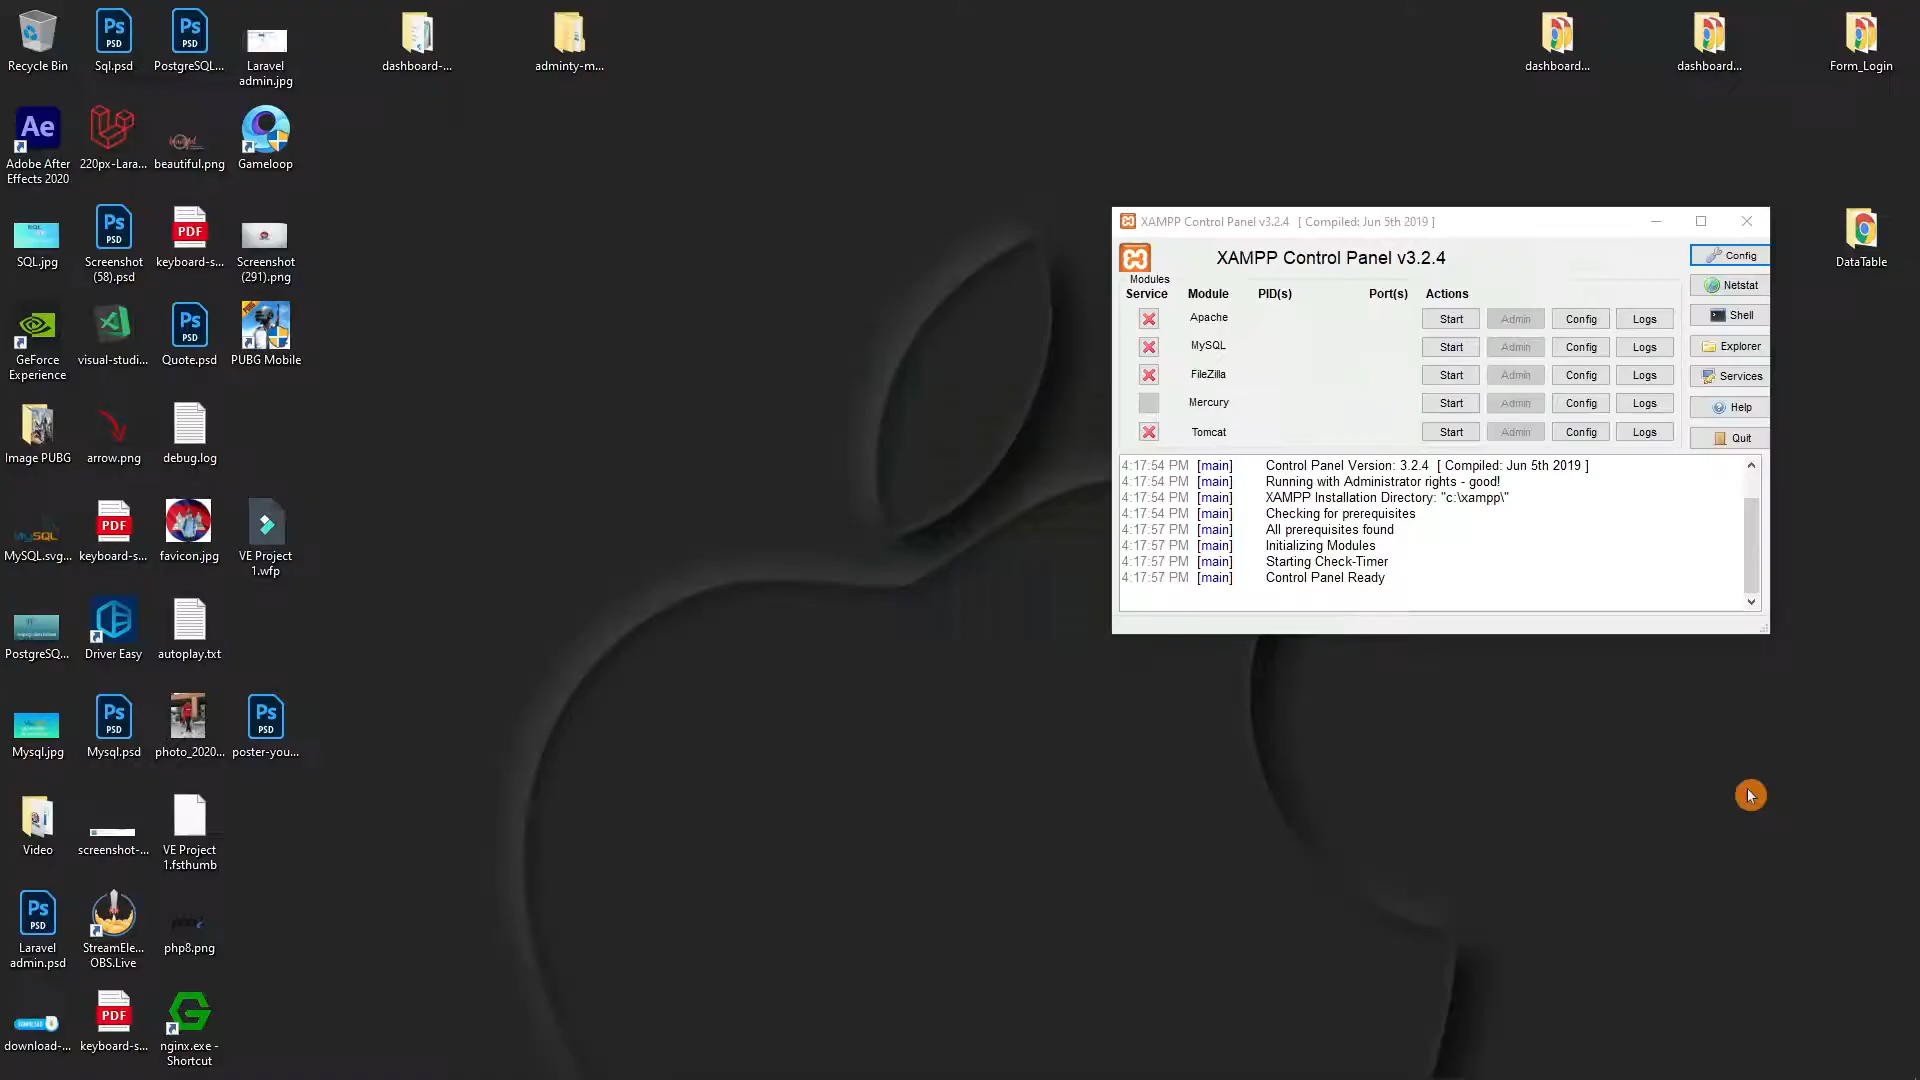 Recycle Bin
Sql.psd
PostgreSQL...
Laravel admin.jpg
dashboard-...
adminty-m...
dashboard...
dashboard...
Form_Login
Adobe After Effects 2020
220px-Lara...
beautiful.png
Gameloop
SQL.jpg
Screenshot (58).psd
keyboard-s...
Screenshot (291).png
DataTable
GeForce Experience
visual-studi...
Quote.psd
PUBG Mobile
Image PUBG
arrow.png
debug.log
MySQL.svg...
keyboard-s...
favicon.jpg
VE Project 1.wfp
PostgreSQ...
Driver Easy
autoplay.txt
Mysql.jpg
Mysql.psd
photo_2020...
poster-you...
Video
screenshot-...
VE Project 1.fsthumb
Laravel admin.psd
StreamEle... OBS.Live
php8.png
download-...
keyboard-s...
nginx.exe - Shortcut
XAMPP Control Panel v3.2.4 [ Compiled: Jun 5th 2019 ]
XAMPP Control Panel v3.2.4
Config
Netstat
Shell
Explorer
Services
Help
Quit
Modules
Service Module PID(s) Port(s) Actions
Apache Start Admin Config Logs
MySQL Start Admin Config Logs
FileZilla Start Admin Config Logs
Mercury Start Admin Config Logs
Tomcat Start Admin Config Logs
4:17:54 PM [main] Control Panel Version: 3.2.4 [ Compiled: Jun 5th 2019 ]
4:17:54 PM [main] Running with Administrator rights - good!
4:17:54 PM [main] XAMPP Installation Directory: "c:\xampp\"
4:17:54 PM [main] Checking for prerequisites
4:17:57 PM [main] All prerequisites found
4:17:57 PM [main] Initializing Modules
4:17:57 PM [main] Starting Check-Timer
4:17:57 PM [main] Control Panel Ready